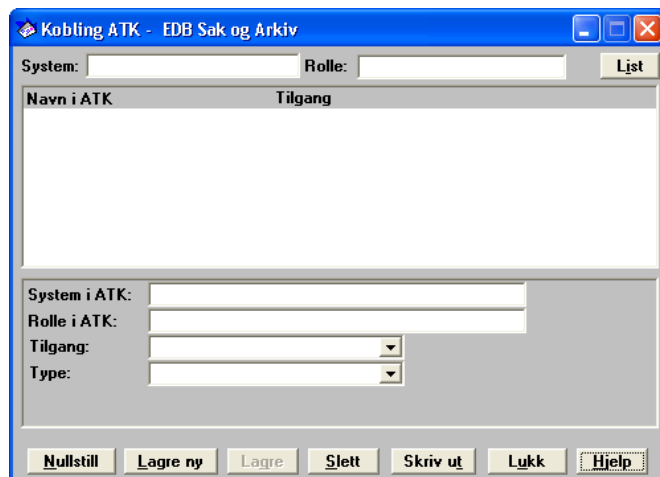 Kobling ATK - EDB Sak og Arkiv
System: Rolle: List
Navn i ATK Tilgang
System i ATK:
Rolle i ATK:
Tilgang:
Type:
Nullstill Lagre ny Lagre Slett Skriv ut Lukk Hjelp